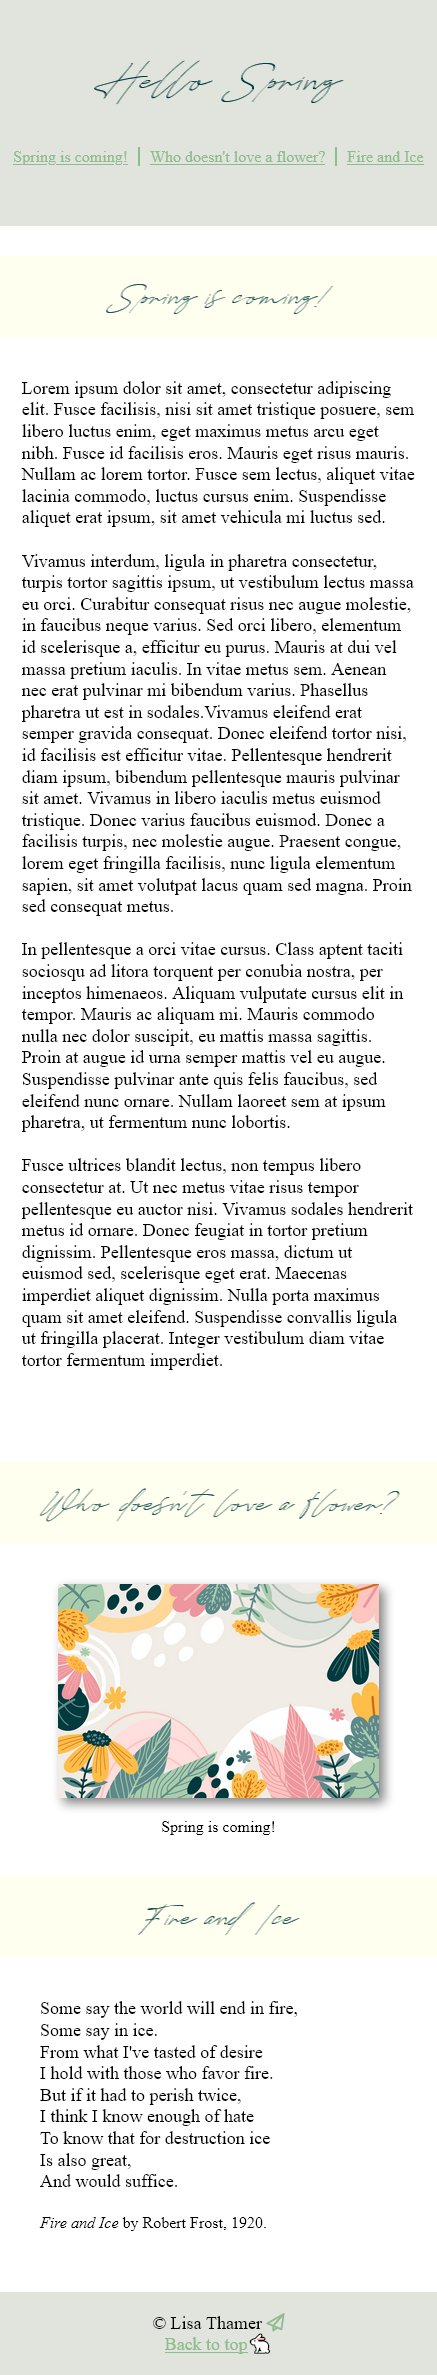 Hello Spring
Spring is coming! | Who doesn't love a flower? | Fire and Ice
Spring is coming!
Lorem ipsum dolor sit amet, consectetur adipiscing
elit. Fusce facilisis, nisi sit amet tristique posuere, sem
libero luctus enim, eget maximus metus arcu eget
nibh. Fusce id facilisis eros. Mauris eget risus mauris.
Nullam ac lorem tortor. Fusce sem lectus, aliquet vitae
lacinia commodo, luctus cursus enim. Suspendisse
aliquet erat ipsum, sit amet vehicula mi luctus sed.
Vivamus interdum, ligula in pharetra consectetur,
turpis tortor sagittis ipsum, ut vestibulum lectus massa
eu orci. Curabitur consequat risus nec augue molestie,
in faucibus neque varius. Sed orci libero, elementum
id scelerisque a, efficitur eu purus. Mauris at dui vel
massa pretium iaculis. In vitae metus sem. Aenean
nec erat pulvinar mi bibendum varius. Phasellus
pharetra ut est in sodales.Vivamus eleifend erat
semper gravida consequat. Donec eleifend tortor nisi,
id facilisis est efficitur vitae. Pellentesque hendrerit
diam ipsum, bibendum pellentesque mauris pulvinar
sit amet. Vivamus in libero iaculis metus euismod
tristique. Donec varius faucibus euismod. Donec a
facilisis turpis, nec molestie augue. Praesent congue,
lorem eget fringilla facilisis, nunc ligula elementum
sapien, sit amet volutpat lacus quam sed magna. Proin
sed consequat metus.
In pellentesque a orci vitae cursus. Class aptent taciti
sociosqu ad litora torquent per conubia nostra, per
inceptos himenaeos. Aliquam vulputate cursus elit in
tempor. Mauris ac aliquam mi. Mauris commodo
nulla nec dolor suscipit, eu mattis massa sagittis.
Proin at augue id urna semper mattis vel eu augue.
Suspendisse pulvinar ante quis felis faucibus, sed
eleifend nunc ornare. Nullam laoreet sem at ipsum
pharetra, ut fermentum nunc lobortis.
Fusce ultrices blandit lectus, non tempus libero
consectetur at. Ut nec metus vitae risus tempor
pellentesque eu auctor nisi. Vivamus sodales hendrerit
metus id ornare. Donec feugiat in tortor pretium
dignissim. Pellentesque eros massa, dictum ut
euismod sed, scelerisque eget erat. Maecenas
imperdiet aliquet dignissim. Nulla porta maximus
quam sit amet eleifend. Suspendisse convallis ligula
ut fringilla placerat. Integer vestibulum diam vitae
tortor fermentum imperdiet.
Who doesn't love a flower?
Spring is coming!
Fire and Ice
Some say the world will end in fire,
Some say in ice.
From what I've tasted of desire
I hold with those who favor fire.
But if it had to perish twice,
I think I know enough of hate
To know that for destruction ice
Is also great,
And would suffice.
Fire and Ice by Robert Frost, 1920.
© Lisa Thamer
Back to top